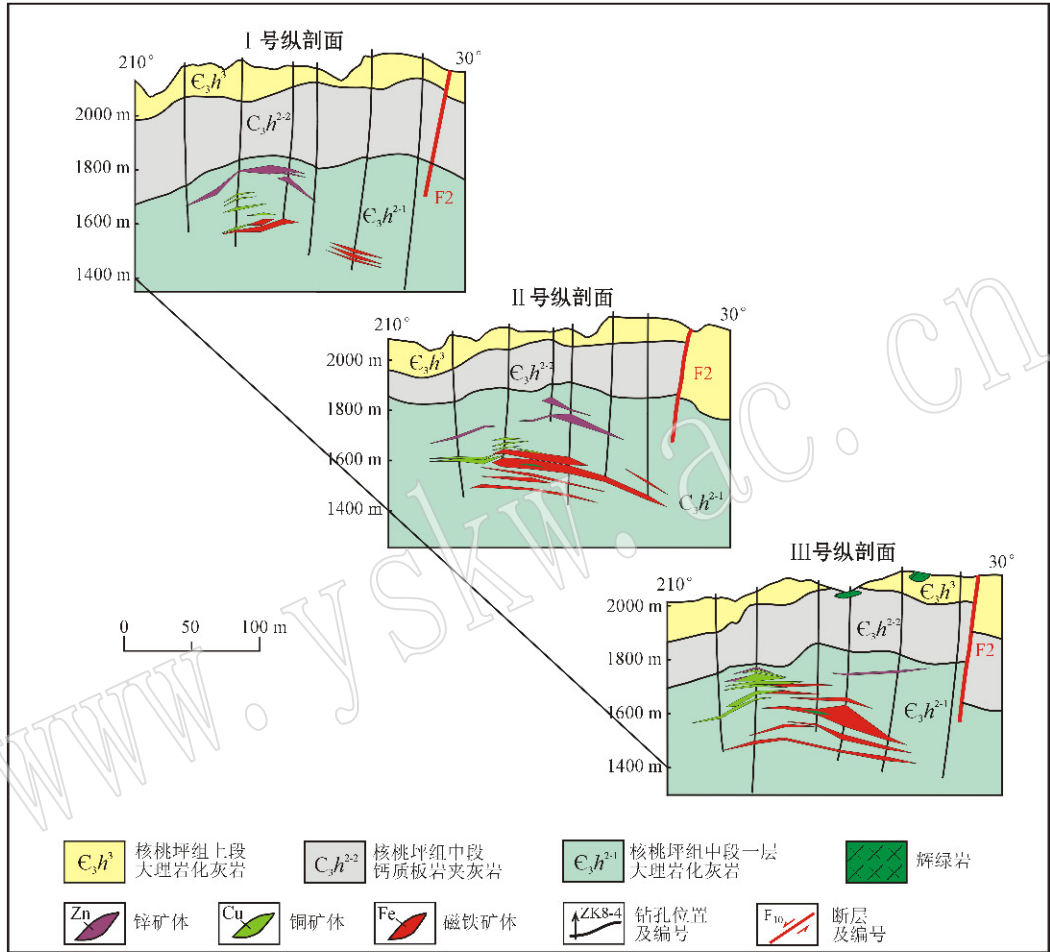 I 号纵剖面
210°
30°
Є₃h³
2000 m
C₃h²⁻²
1800 m
F2
1600 m
Є₃h²⁻¹
1400 m
II 号纵剖面
210°
30°
2000 m
Є₃h³
Є₃h²⁻²
F2
1800 m
1600 m
C₃h²⁻¹
1400 m
III号纵剖面
210°
30°
2000 m
Є₃h³
Є₃h²⁻²
F2
1800 m
Є₃h²⁻¹
1600 m
1400 m
0 50 100 m
www.yskw.ac.cn
Є₃h³ 核桃坪组上段
大理岩化灰岩
C₃h²⁻² 核桃坪组中段
钙质板岩夹灰岩
Є₃h²⁻¹ 核桃坪组中段一层
大理岩化灰岩
辉绿岩
Zn 锌矿体
Cu 铜矿体
Fe 磁铁矿体
ZK8-4 钻孔位置
及编号
F₁₀ 断层
及编号